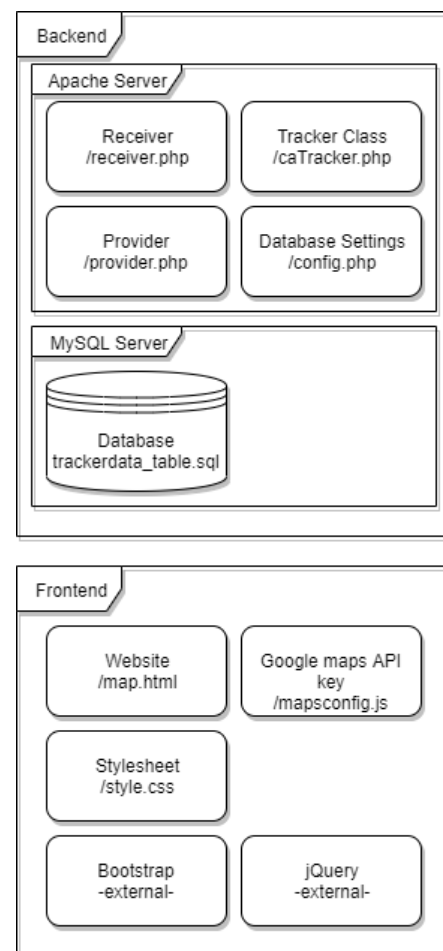 Backend
Apache Server
Receiver
/receiver.php
Tracker Class
/caTracker.php
Provider
/provider.php
Database Settings
/config.php
MySQL Server
Database
trackerdata_table.sql
Frontend
Website
/map.html
Google maps API
key
/mapsconfig.js
Stylesheet
/style.css
Bootstrap
-external-
jQuery
-external-